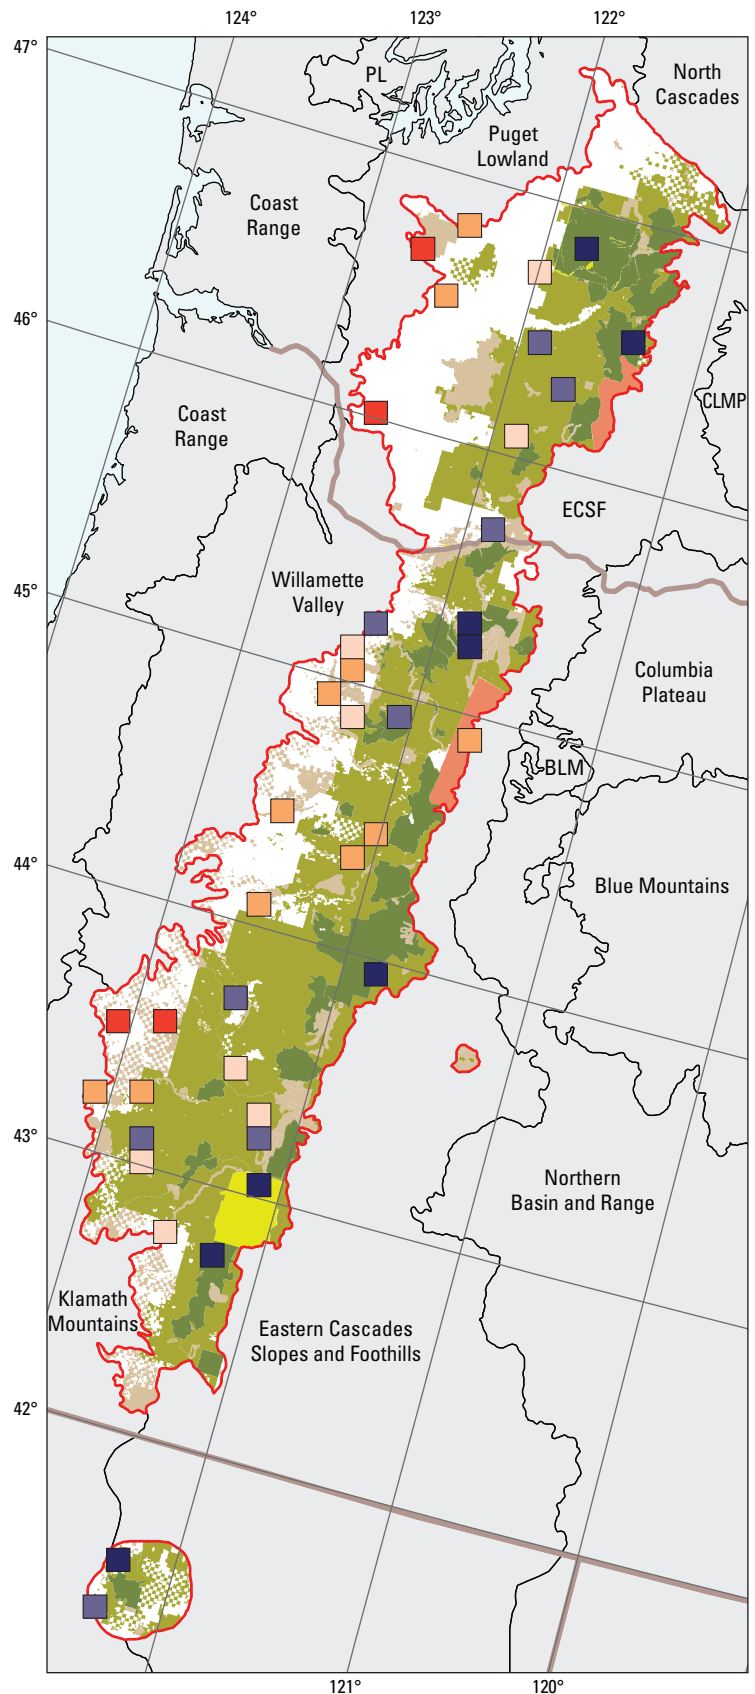 124°
123°
122°
47°
PL
North
Cascades
Puget
Lowland
Coast
Range
46°
CLMP
Coast
Range
ECSF
45°
Willamette
Valley
Columbia
Plateau
BLM
44°
Blue Mountains
43°
Northern
Basin and Range
Klamath
Mountains
Eastern Cascades
Slopes and Foothills
42°
121°
120°